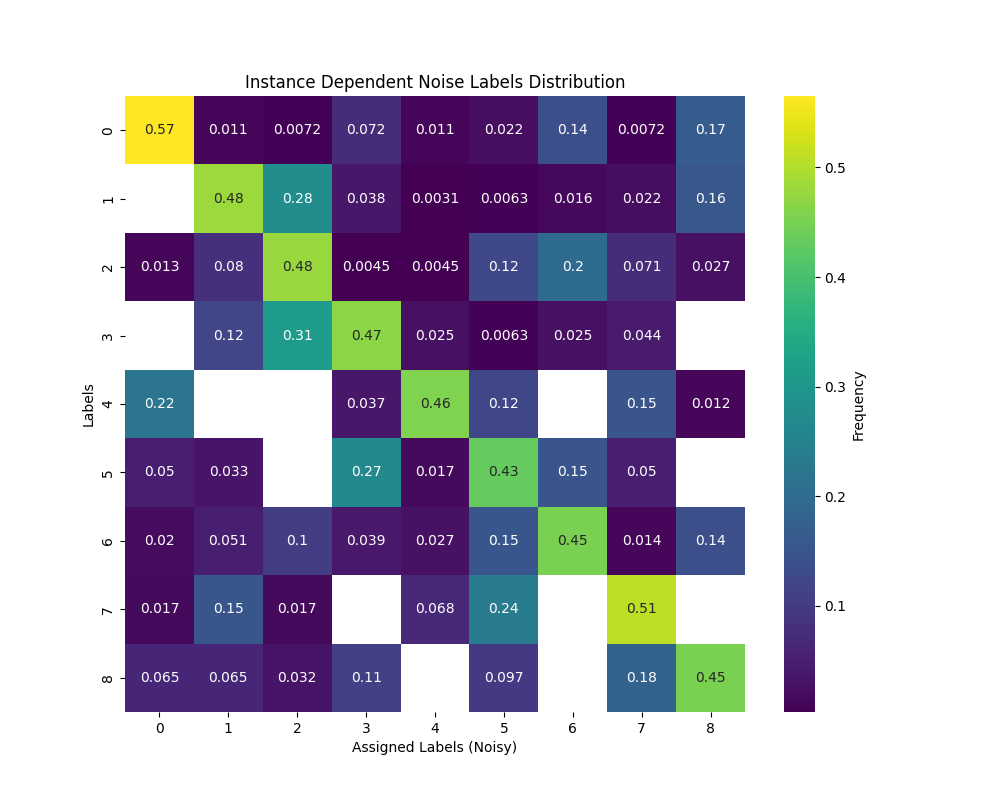 Instance Dependent Noise Labels Distribution
0 0.57 0.011 0.0072 0.072 0.011 0.022 0.14 0.0072 0.17
1 0.48 0.28 0.038 0.0031 0.0063 0.016 0.022 0.16
2 0.013 0.08 0.48 0.0045 0.0045 0.12 0.2 0.071 0.027
3 0.12 0.31 0.47 0.025 0.0063 0.025 0.044
4 0.22 0.037 0.46 0.12 0.15 0.012
5 0.05 0.033 0.27 0.017 0.43 0.15 0.05
6 0.02 0.051 0.1 0.039 0.027 0.15 0.45 0.014 0.14
7 0.017 0.15 0.017 0.068 0.24 0.51
8 0.065 0.065 0.032 0.11 0.097 0.18 0.45
0 1 2 3 4 5 6 7 8
Assigned Labels (Noisy)
Labels
0.5
0.4
0.3
0.2
0.1
Frequency